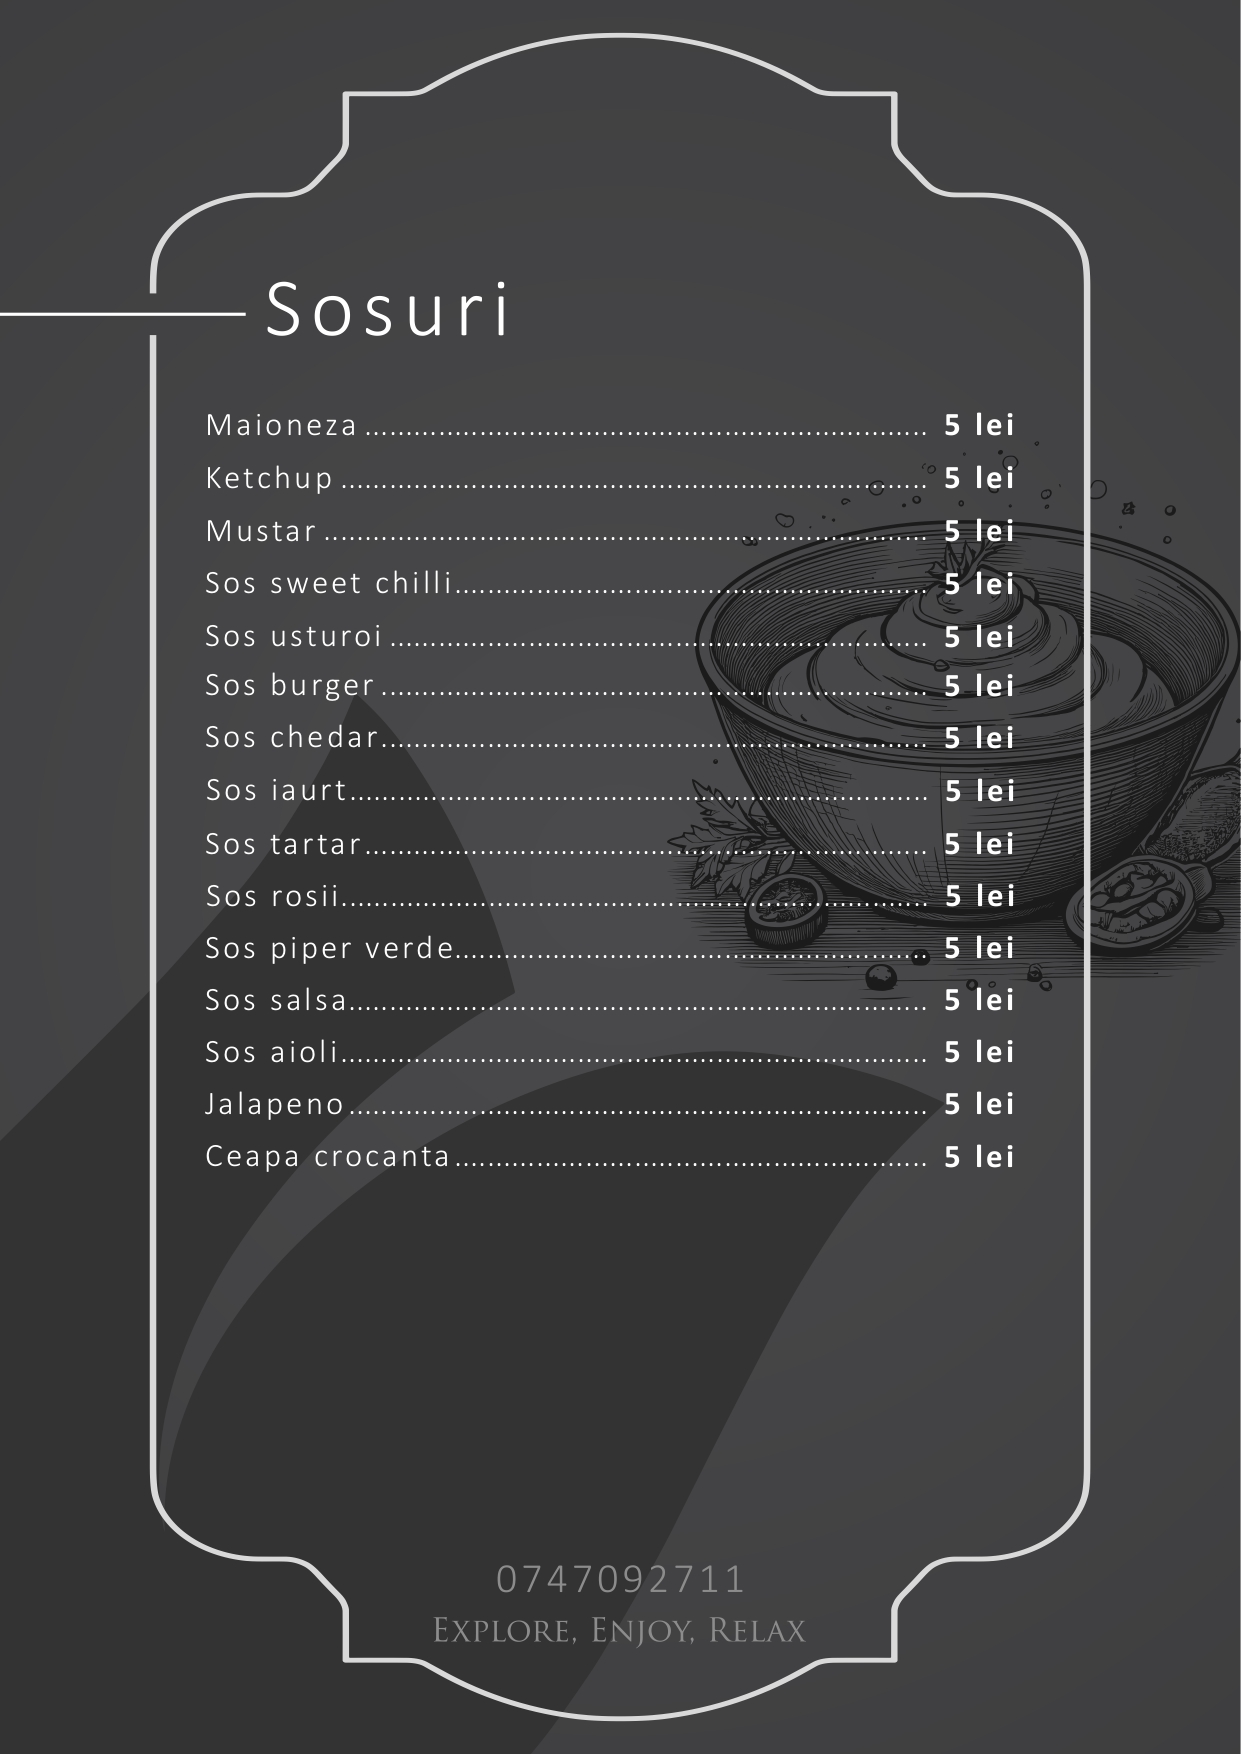 Sosuri
Maioneza ........................................................................ 5 lei
Ketchup ........................................................................... 5 lei
Mustar ............................................................................. 5 lei
Sos sweet chilli............................................................. 5 lei
Sos usturoi ..................................................................... 5 lei
Sos burger ...................................................................... 5 lei
Sos chedar...................................................................... 5 lei
Sos iaurt.......................................................................... 5 lei
Sos tartar........................................................................ 5 lei
Sos rosii........................................................................... 5 lei
Sos piper verde............................................................. 5 lei
Sos salsa.......................................................................... 5 lei
Sos aioli........................................................................... 5 lei
Jalapeno .......................................................................... 5 lei
Ceapa crocanta ............................................................. 5 lei
0747092711
Explore, Enjoy, Relax